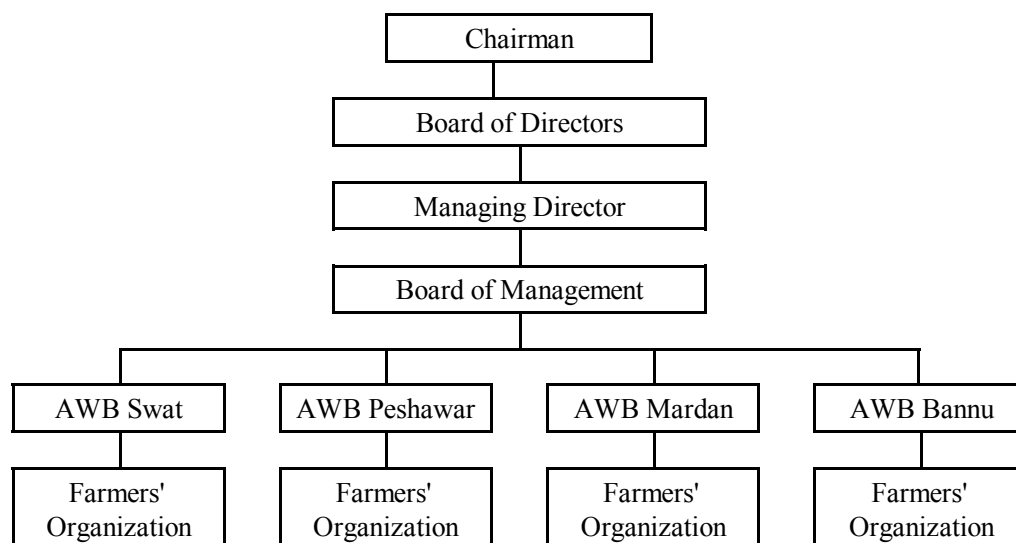 Chairman
Board of Directors
Managing Director
Board of Management
AWB Swat
AWB Peshawar
AWB Mardan
AWB Bannu
Farmers'
Organization
Farmers'
Organization
Farmers'
Organization
Farmers'
Organization